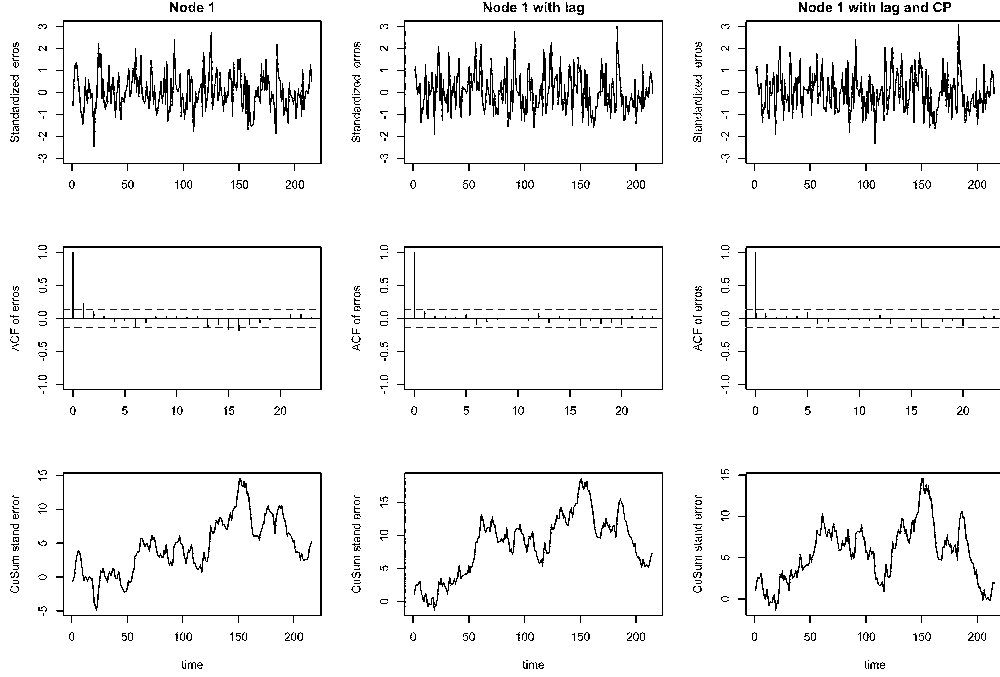 Node 1
Node 1 with lag
Node 1 with lag and CP
Standardized erros
3
2
1
0
-1
-2
-3
0 50 100 150 200
Standardized erros
3
2
1
0
-1
-2
-3
0 50 100 150 200
Standardized erros
3
2
1
0
-1
-2
-3
0 50 100 150 200
ACF of erros
1.0
0.5
0.0
-0.5
-1.0
0 5 10 15 20
ACF of erros
1.0
0.5
0.0
-0.5
-1.0
0 5 10 15 20
ACF of erros
1.0
0.5
0.0
-0.5
-1.0
0 5 10 15 20
CuSum stand error
15
10
5
0
-5
0 50 100 150 200
time
CuSum stand error
15
10
5
0
0 50 100 150 200
time
CuSum stand error
15
10
5
0
0 50 100 150 200
time